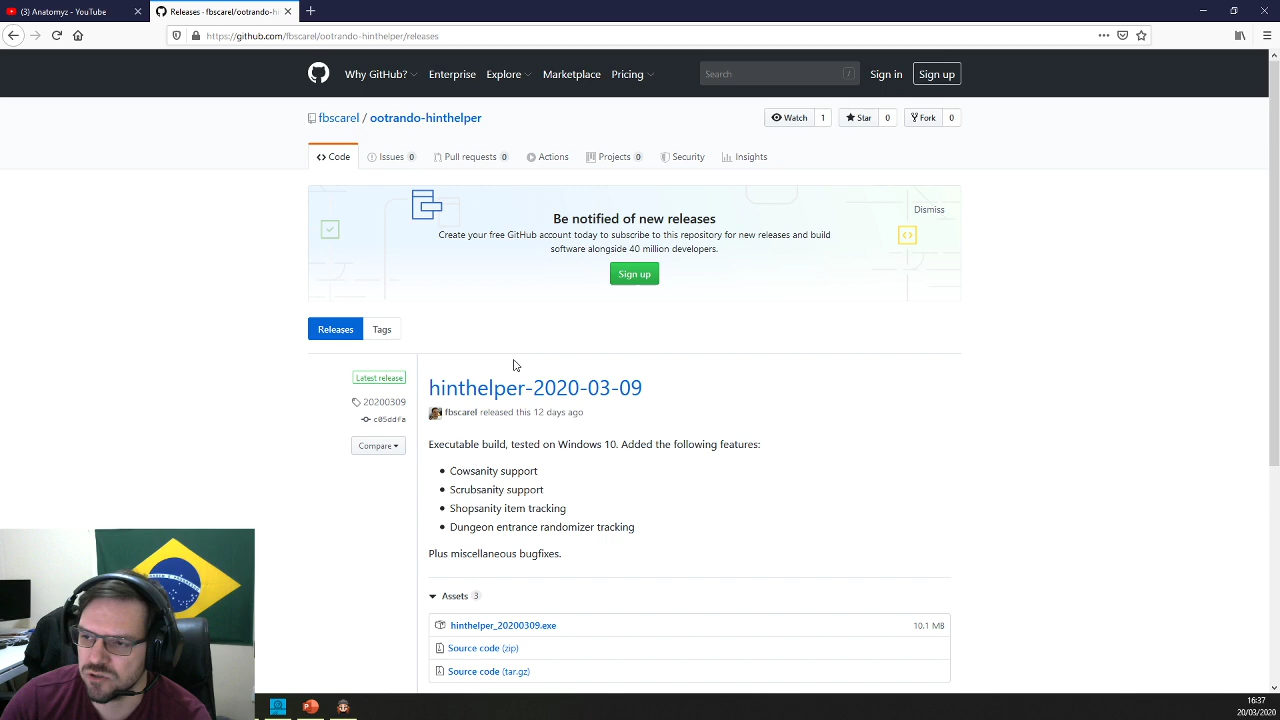 (3) Anatomyz - YouTube
Releases · fbscarel/ootrando-hi
https://github.com/fbscarel/ootrando-hinthelper/releases
Why GitHub? Enterprise Explore Marketplace Pricing
Search /
Sign in Sign up
fbscarel / ootrando-hinthelper
Watch 1 Star 0 Fork 0
Code Issues 0 Pull requests 0 Actions Projects 0 Security Insights
Be notified of new releases
Dismiss
Create your free GitHub account today to subscribe to this repository for new releases and build
software alongside 40 million developers.
Sign up
Releases Tags
Latest release
20200309
c05ddfa
Compare
hinthelper-2020-03-09
fbscarel released this 12 days ago
Executable build, tested on Windows 10. Added the following features:
Cowsanity support
Scrubsanity support
Shopsanity item tracking
Dungeon entrance randomizer tracking
Plus miscellaneous bugfixes.
Assets 3
hinthelper_20200309.exe 10.1 MB
Source code (zip)
Source code (tar.gz)
16:37
20/03/2020